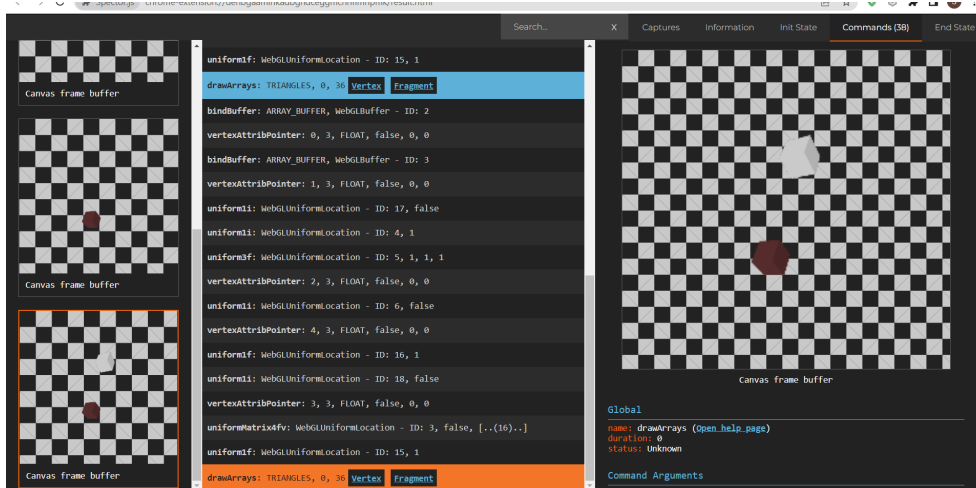 Spector.js
Search... X Captures Information Init State Commands (38) End State
Canvas frame buffer
Canvas frame buffer
Canvas frame buffer
uniform1f: WebGLUniformLocation - ID: 15, 1
drawArrays: TRIANGLES, 0, 36 Vertex Fragment
bindBuffer: ARRAY_BUFFER, WebGLBuffer - ID: 2
vertexAttribPointer: 0, 3, FLOAT, false, 0, 0
bindBuffer: ARRAY_BUFFER, WebGLBuffer - ID: 3
vertexAttribPointer: 1, 3, FLOAT, false, 0, 0
uniform1i: WebGLUniformLocation - ID: 17, false
uniform1i: WebGLUniformLocation - ID: 4, 1
uniform3f: WebGLUniformLocation - ID: 5, 1, 1, 1
vertexAttribPointer: 2, 3, FLOAT, false, 0, 0
uniform1i: WebGLUniformLocation - ID: 6, false
vertexAttribPointer: 4, 3, FLOAT, false, 0, 0
uniform1f: WebGLUniformLocation - ID: 16, 1
uniform1i: WebGLUniformLocation - ID: 18, false
vertexAttribPointer: 3, 3, FLOAT, false, 0, 0
uniformMatrix4fv: WebGLUniformLocation - ID: 3, false, [..(16)..]
uniform1f: WebGLUniformLocation - ID: 15, 1
drawArrays: TRIANGLES, 0, 36 Vertex Fragment
Canvas frame buffer
Global
name: drawArrays (Open help page)
duration: 0
status: Unknown
Command Arguments